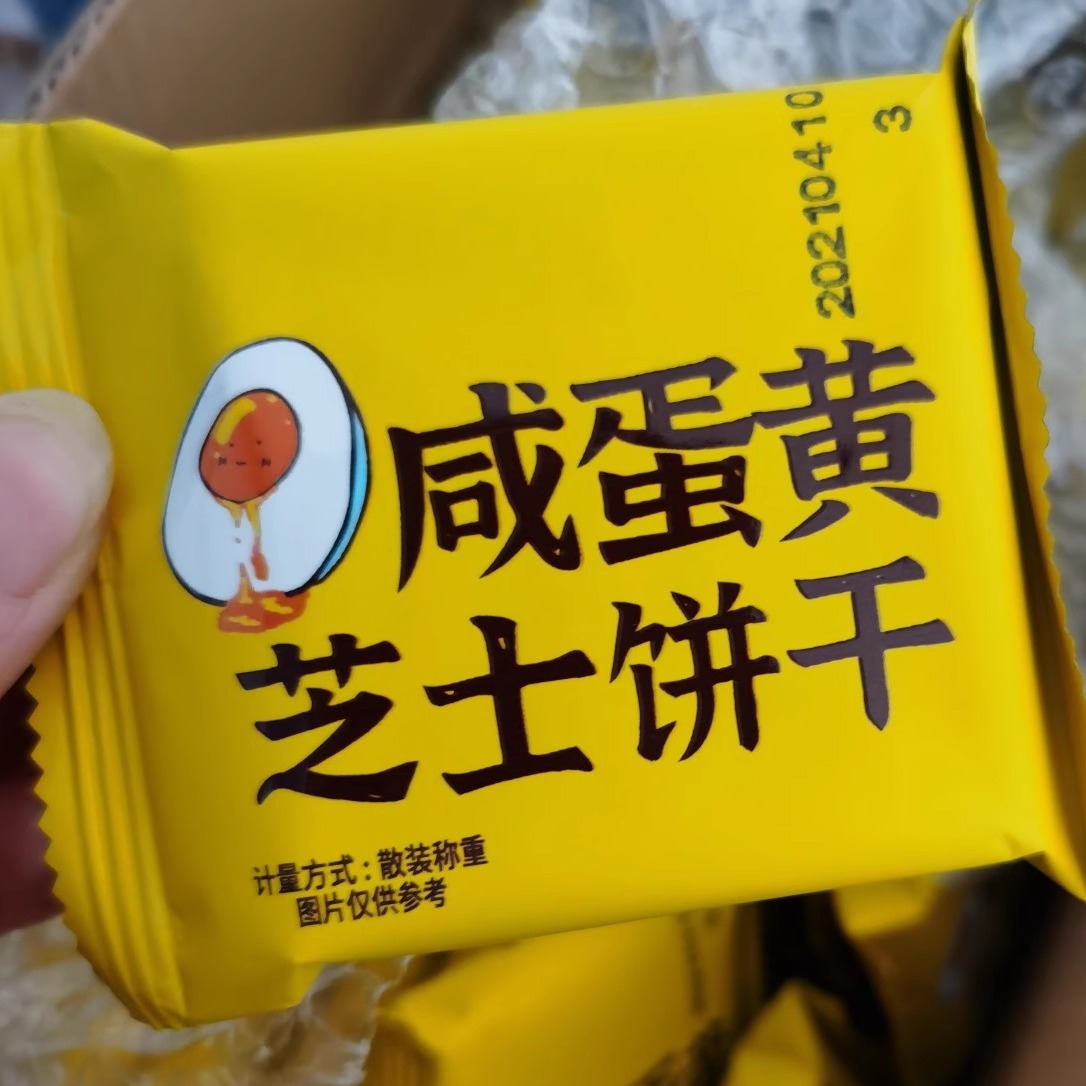 20210410
3
咸蛋黄
芝士饼干
计量方式：散装称重
图片仅供参考